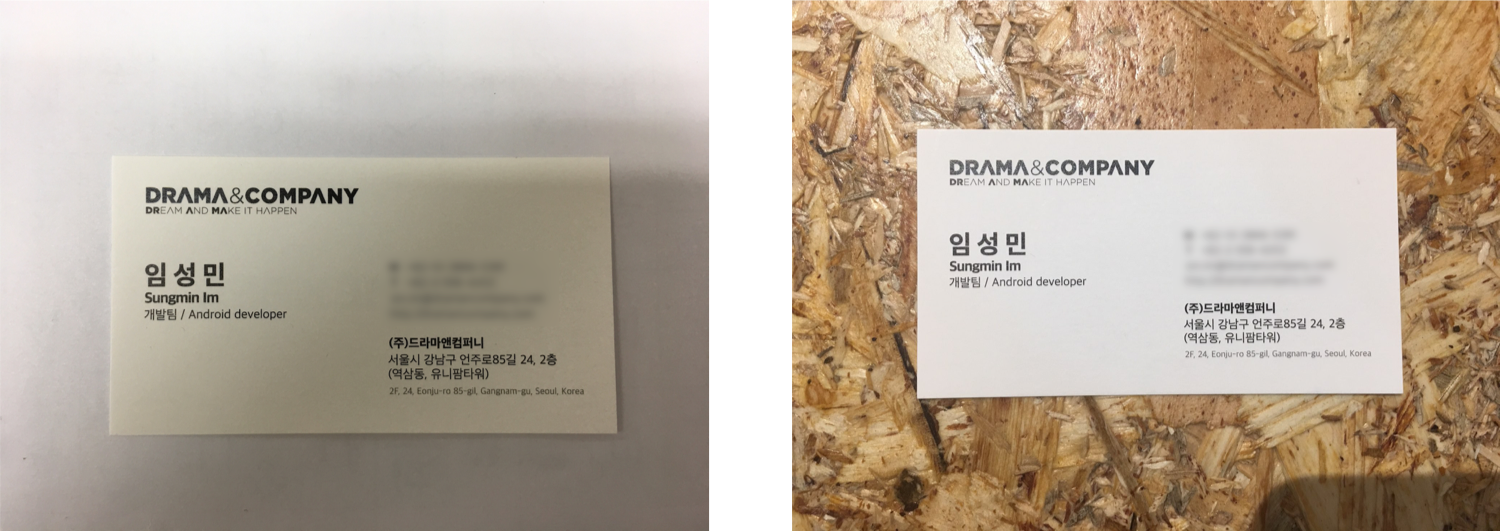 DRAMA&COMPANY
DREAM AND MAKE IT HAPPEN
임성민
Sungmin Im
개발팀 / Android developer
(주)드라마앤컴퍼니
서울시 강남구 언주로85길 24, 2층
(역삼동, 유니팜타워)
2F, 24, Eonju-ro 85-gil, Gangnam-gu, Seoul, Korea
DRAMA&COMPANY
DREAM AND MAKE IT HAPPEN
임성민
Sungmin Im
개발팀 / Android developer
(주)드라마앤컴퍼니
서울시 강남구 언주로85길 24, 2층
(역삼동, 유니팜타워)
2F, 24, Eonju-ro 85-gil, Gangnam-gu, Seoul, Korea